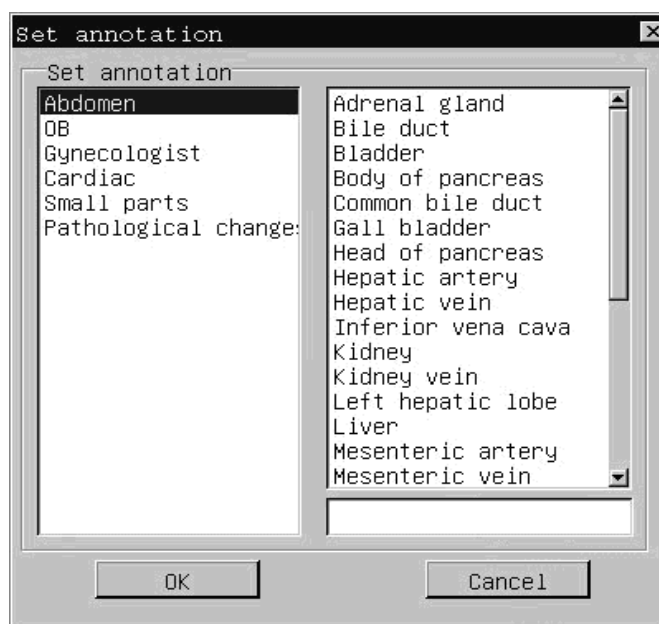 Set annotation
Set annotation
Abdomen
OB
Gynecologist
Cardiac
Small parts
Pathological change
Adrenal gland
Bile duct
Bladder
Body of pancreas
Common bile duct
Gall bladder
Head of pancreas
Hepatic artery
Hepatic vein
Inferior vena cava
Kidney
Kidney vein
Left hepatic lobe
Liver
Mesenteric artery
Mesenteric vein
OK
Cancel